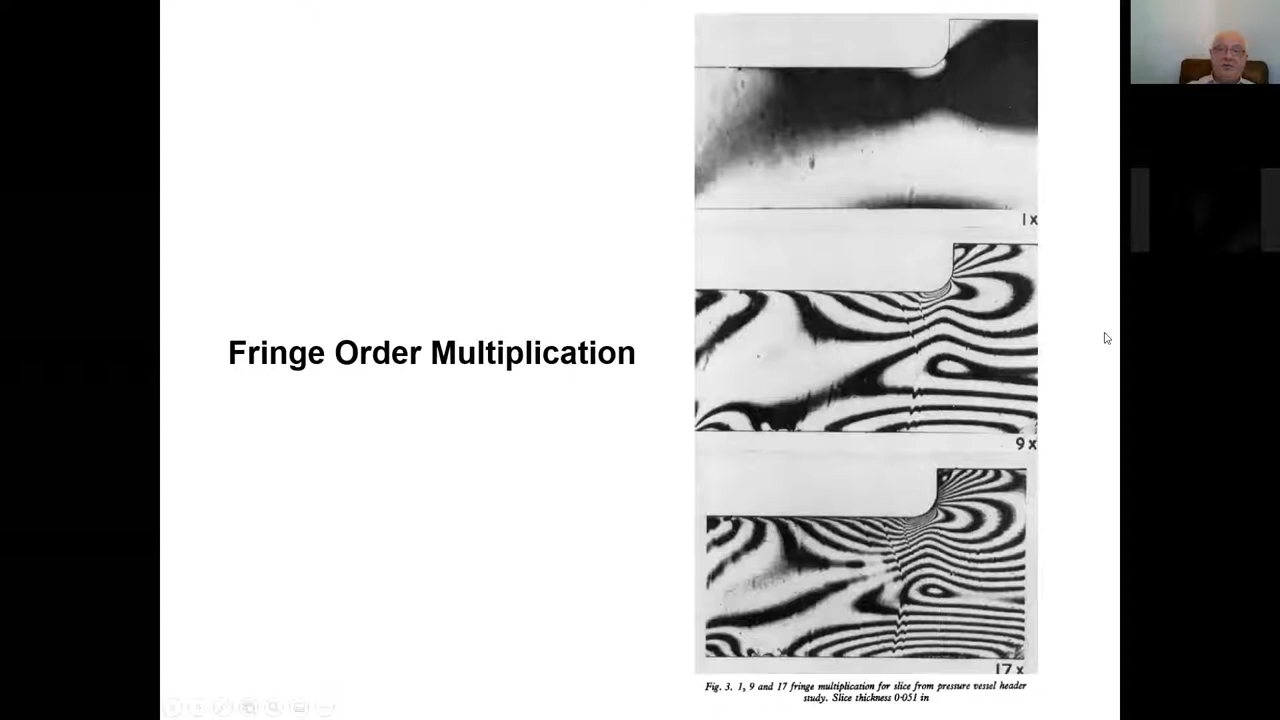 Fringe Order Multiplication
1x
9x
17x
Fig. 3. 1, 9 and 17 fringe multiplication for slice from pressure vessel header
study. Slice thickness 0·051 in